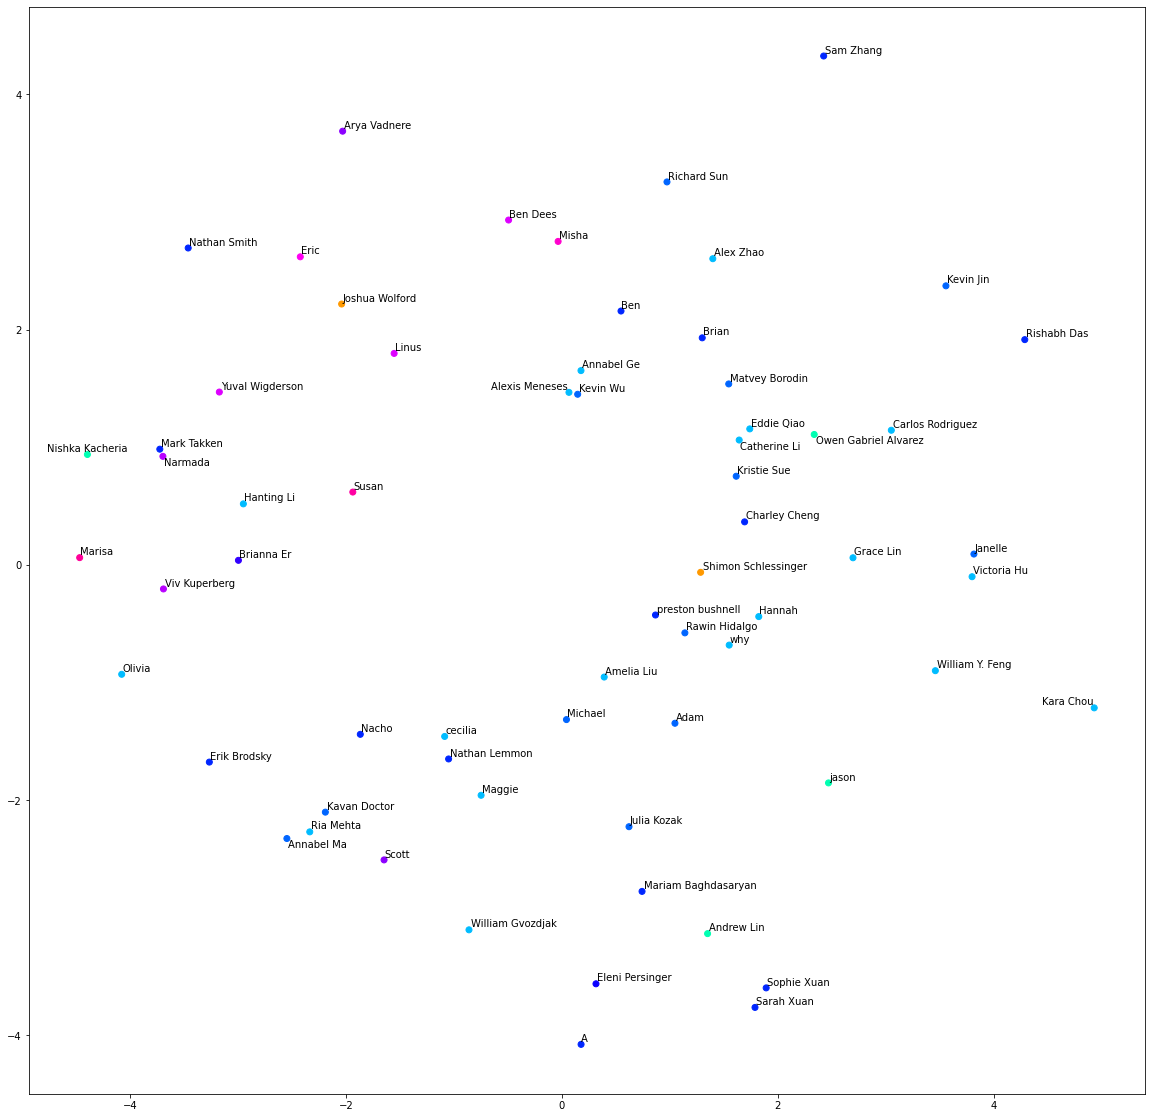 Sam Zhang
4
Arya Vadnere
Richard Sun
Ben Dees
Misha
Nathan Smith
Eric
Alex Zhao
Kevin Jin
Joshua Wolford
Ben
2
Brian
Rishabh Das
Linus
Annabel Ge
Matvey Borodin
Yuval Wigderson
Alexis Meneses
Kevin Wu
Eddie Qiao
Carlos Rodriguez
Mark Takken
Owen Gabriel Alvarez
Nishka Kacheria
Catherine Li
Narmada
Kristie Sue
Susan
Hanting Li
Charley Cheng
Marisa
Brianna Er
Grace Lin
Janelle
0
Shimon Schlessinger
Victoria Hu
Viv Kuperberg
preston bushnell
Hannah
Rawin Hidalgo
why
Olivia
Amelia Liu
William Y. Feng
Kara Chou
Michael
Adam
Nacho
cecilia
Erik Brodsky
Nathan Lemmon
jason
Maggie
−2
Kavan Doctor
Julia Kozak
Ria Mehta
Annabel Ma
Scott
Mariam Baghdasaryan
William Gvozdjak
Andrew Lin
Eleni Persinger
Sophie Xuan
Sarah Xuan
−4
A
−4
−2
0
2
4